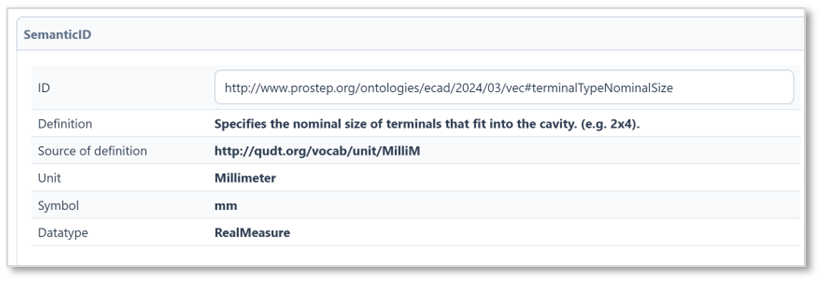 SemanticID
ID http://www.prostep.org/ontologies/ecad/2024/03/vec#terminalTypeNominalSize
Definition Specifies the nominal size of terminals that fit into the cavity. (e.g. 2x4).
Source of definition http://qudt.org/vocab/unit/MilliM
Unit Millimeter
Symbol mm
Datatype RealMeasure